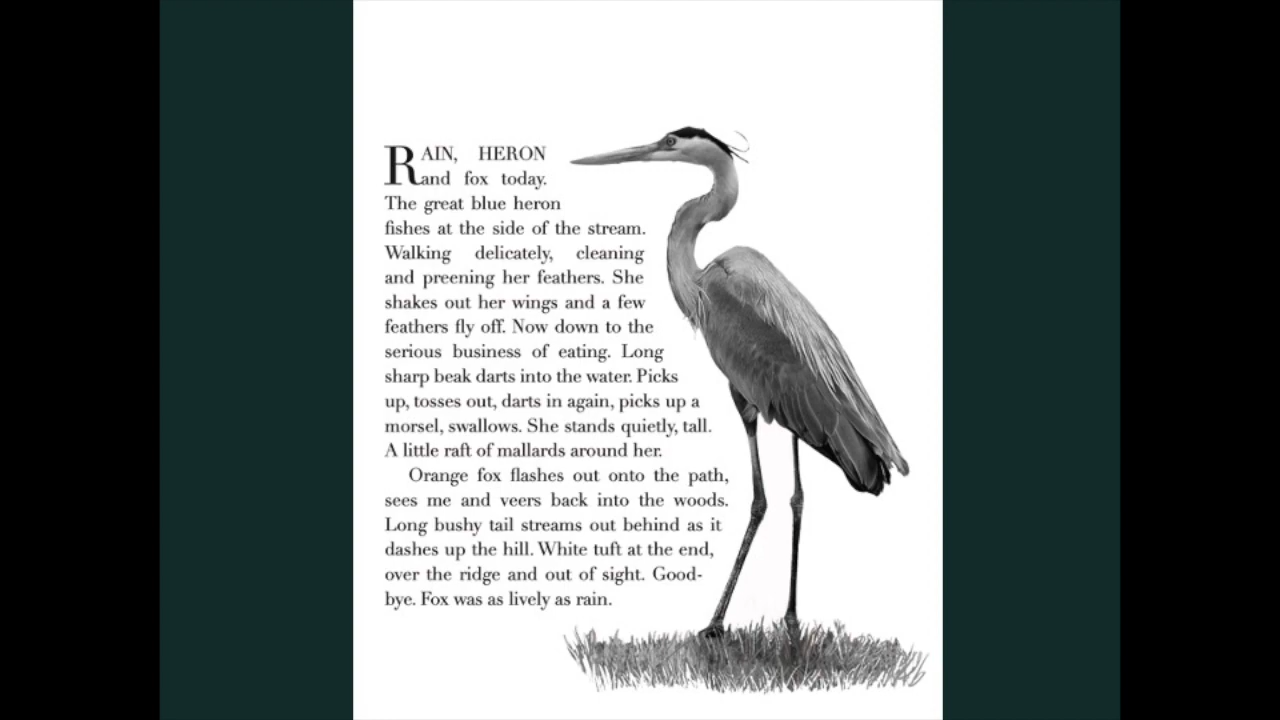 RAIN, HERON
and fox today.
The great blue heron
fishes at the side of the stream.
Walking delicately, cleaning
and preening her feathers. She
shakes out her wings and a few
feathers fly off. Now down to the
serious business of eating. Long
sharp beak darts into the water. Picks
up, tosses out, darts in again, picks up a
morsel, swallows. She stands quietly, tall.
A little raft of mallards around her.
Orange fox flashes out onto the path,
sees me and veers back into the woods.
Long bushy tail streams out behind as it
dashes up the hill. White tuft at the end,
over the ridge and out of sight. Good-
bye. Fox was as lively as rain.